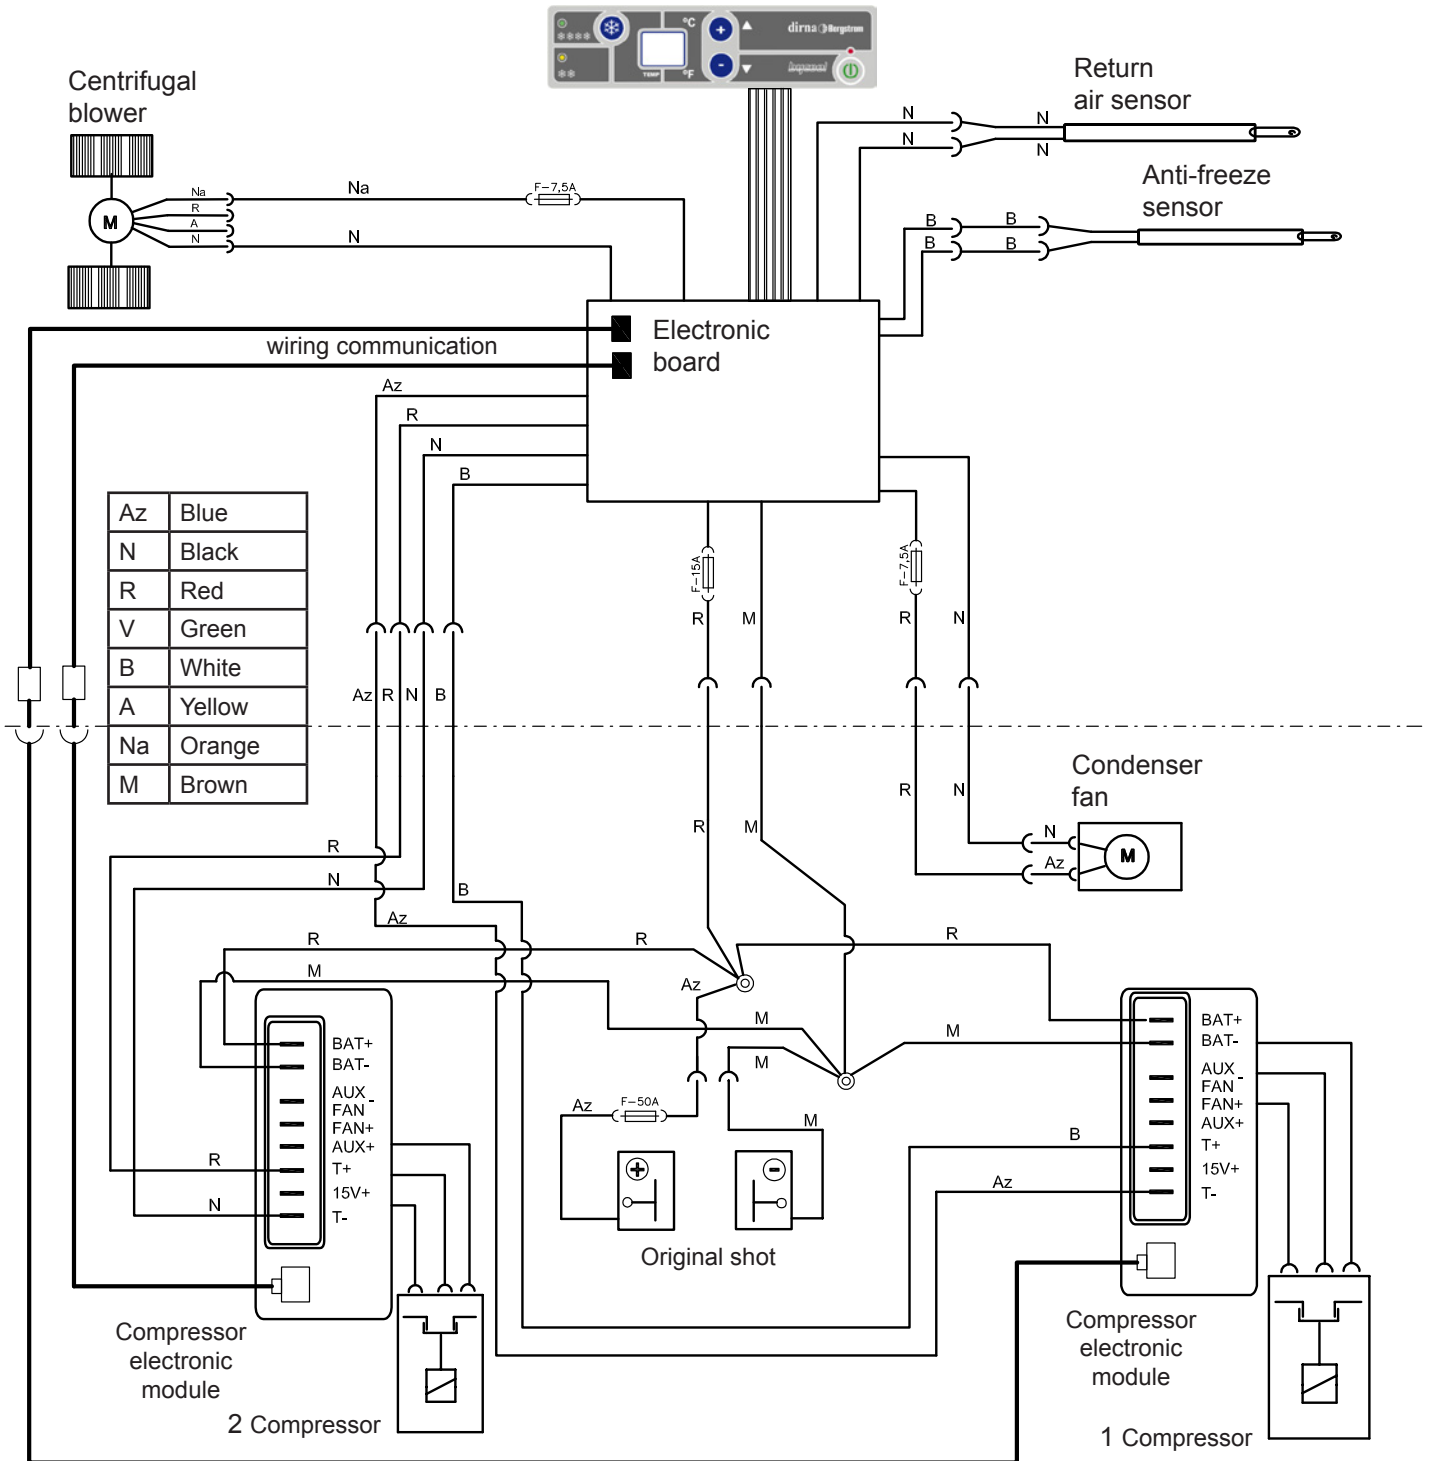 °C
dirna Bergstrom
TEMP
°F
Centrifugal
blower
Return
air sensor
N
N
N
N
Anti-freeze
sensor
B
B
B
B
M
Na
R
A
N
Na
N
F-7,5A
Electronic
board
wiring communication
Az
R
N
B
Az Blue
N Black
R Red
V Green
B White
A Yellow
Na Orange
M Brown
F-15A
F-7,5A
R
M
R
N
Az
R
N
B
Condenser
fan
R
N
R
M
N
Az
M
R
N
B
Az
R
R
R
M
Az
M
M
M
BAT+
BAT-
AUX
FAN -
FAN+
AUX+
T+
15V+
T-
R
N
Az
F-50A
M
+
-
Original shot
B
Az
BAT+
BAT-
AUX
FAN -
FAN+
AUX+
T+
15V+
T-
Compressor
electronic
module
2 Compressor
Compressor
electronic
module
1 Compressor